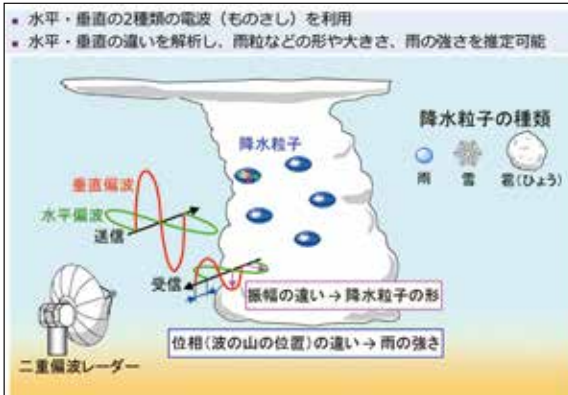 ▪ 水平・垂直の2種類の電波（ものさし）を利用
▪ 水平・垂直の違いを解析し、雨粒などの形や大きさ、雨の強さを推定可能
降水粒子
降水粒子の種類
雨 雪 雹(ひょう)
垂直偏波
水平偏波
送信
受信
振幅の違い→降水粒子の形
位相(波の山の位置)の違い→雨の強さ
二重偏波レーダー